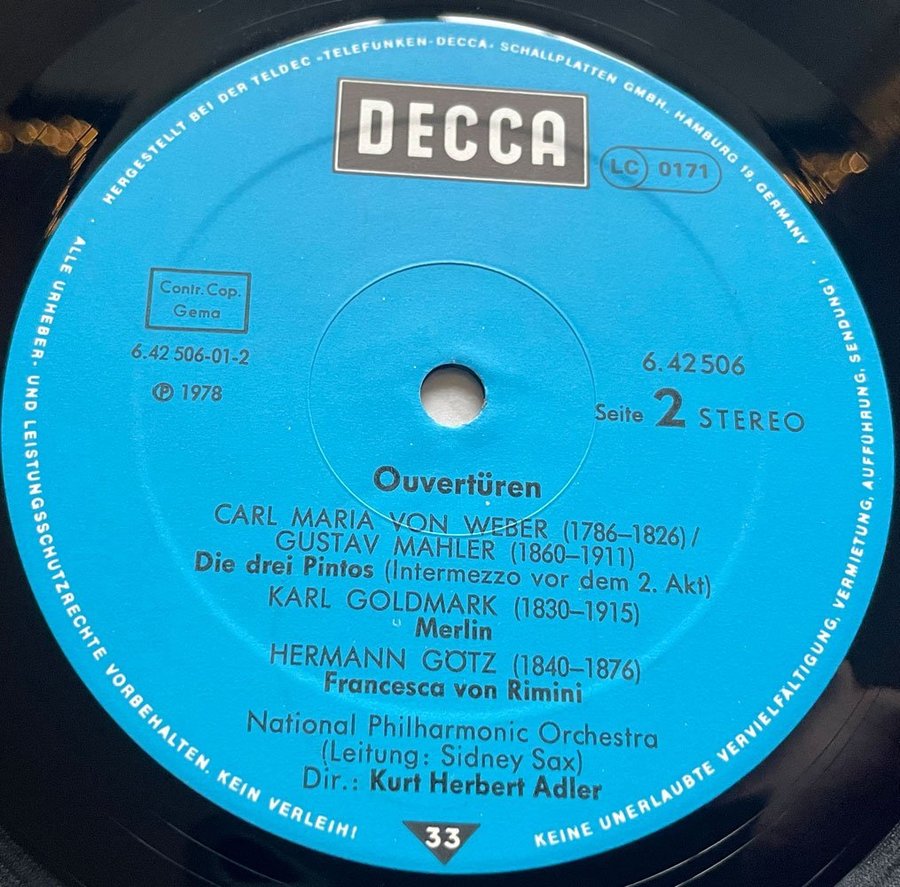 HERGESTELLT BEI DER TELDEC »TELEFUNKEN-DECCA« SCHALLPLATTEN GMBH., HAMBURG 19, GERMANY
DECCA
LC 0171
Contr. Cop.
Gema
6.42 506-01-2
℗ 1978
6.42506
Seite 2 STEREO
Ouvertüren
CARL MARIA VON WEBER (1786–1826)/
GUSTAV MAHLER (1860–1911)
Die drei Pintos (Intermezzo vor dem 2. Akt)
KARL GOLDMARK (1830–1915)
Merlin
HERMANN GÖTZ (1840–1876)
Francesca von Rimini
National Philharmonic Orchestra
(Leitung: Sidney Sax)
Dir.: Kurt Herbert Adler
33
ALLE URHEBER- UND LEISTUNGSSCHUTZRECHTE VORBEHALTEN. KEIN VERLEIH!
KEINE UNERLAUBTE VERVIELFÄLTIGUNG, VERMIETUNG, AUFFÜHRUNG, SENDUNG!